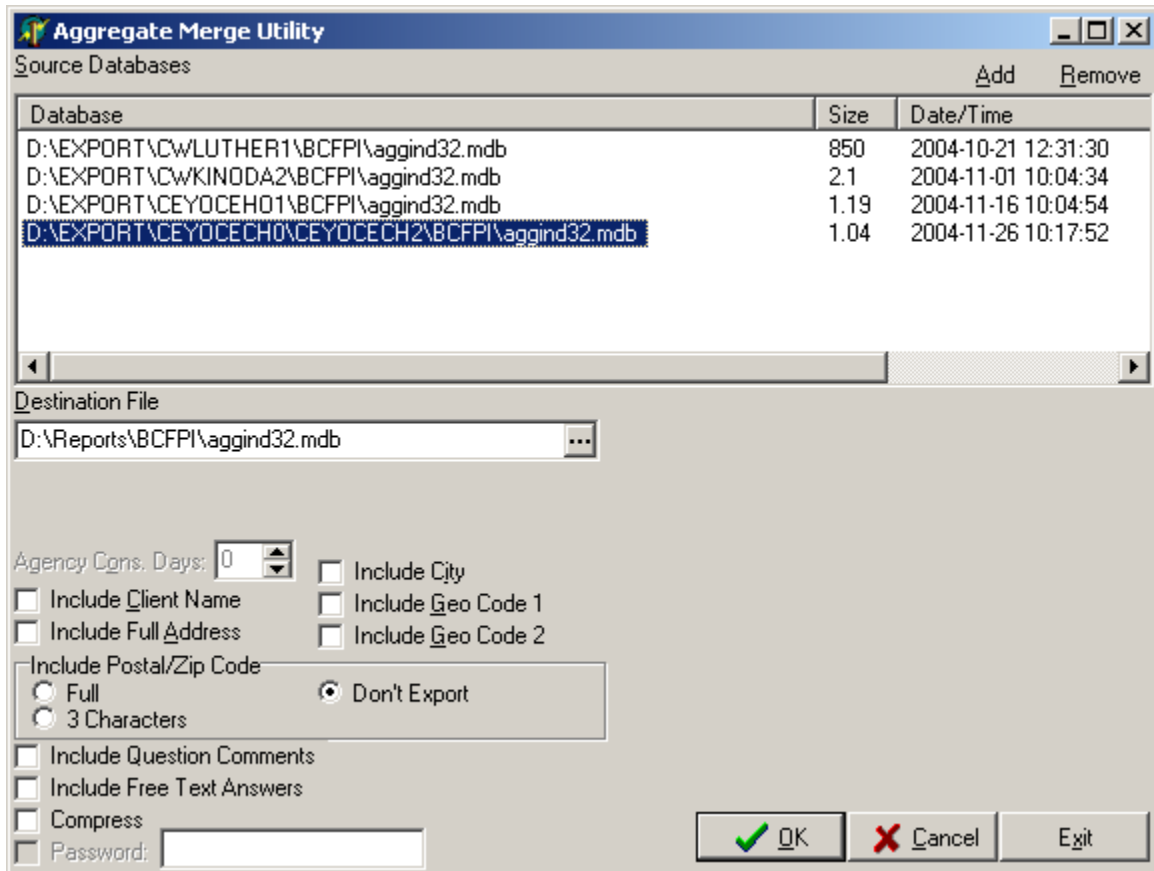 Aggregate Merge Utility
Source Databases Add Remove
Database Size Date/Time
D:\EXPORT\CWLUTHER1\BCFPI\aggind32.mdb 850 2004-10-21 12:31:30
D:\EXPORT\CWKINODA2\BCFPI\aggind32.mdb 2.1 2004-11-01 10:04:34
D:\EXPORT\CEYOCEHO1\BCFPI\aggind32.mdb 1.19 2004-11-16 10:04:54
D:\EXPORT\CEYOCECH0\CEYOCECH2\BCFPI\aggind32.mdb 1.04 2004-11-26 10:17:52
Destination File
D:\Reports\BCFPI\aggind32.mdb ...
Agency Cons. Days: 0
Include City
Include Client Name
Include Geo Code 1
Include Full Address
Include Geo Code 2
Include Postal/Zip Code
Full Don't Export
3 Characters
Include Question Comments
Include Free Text Answers
Compress
Password:
OK Cancel Exit